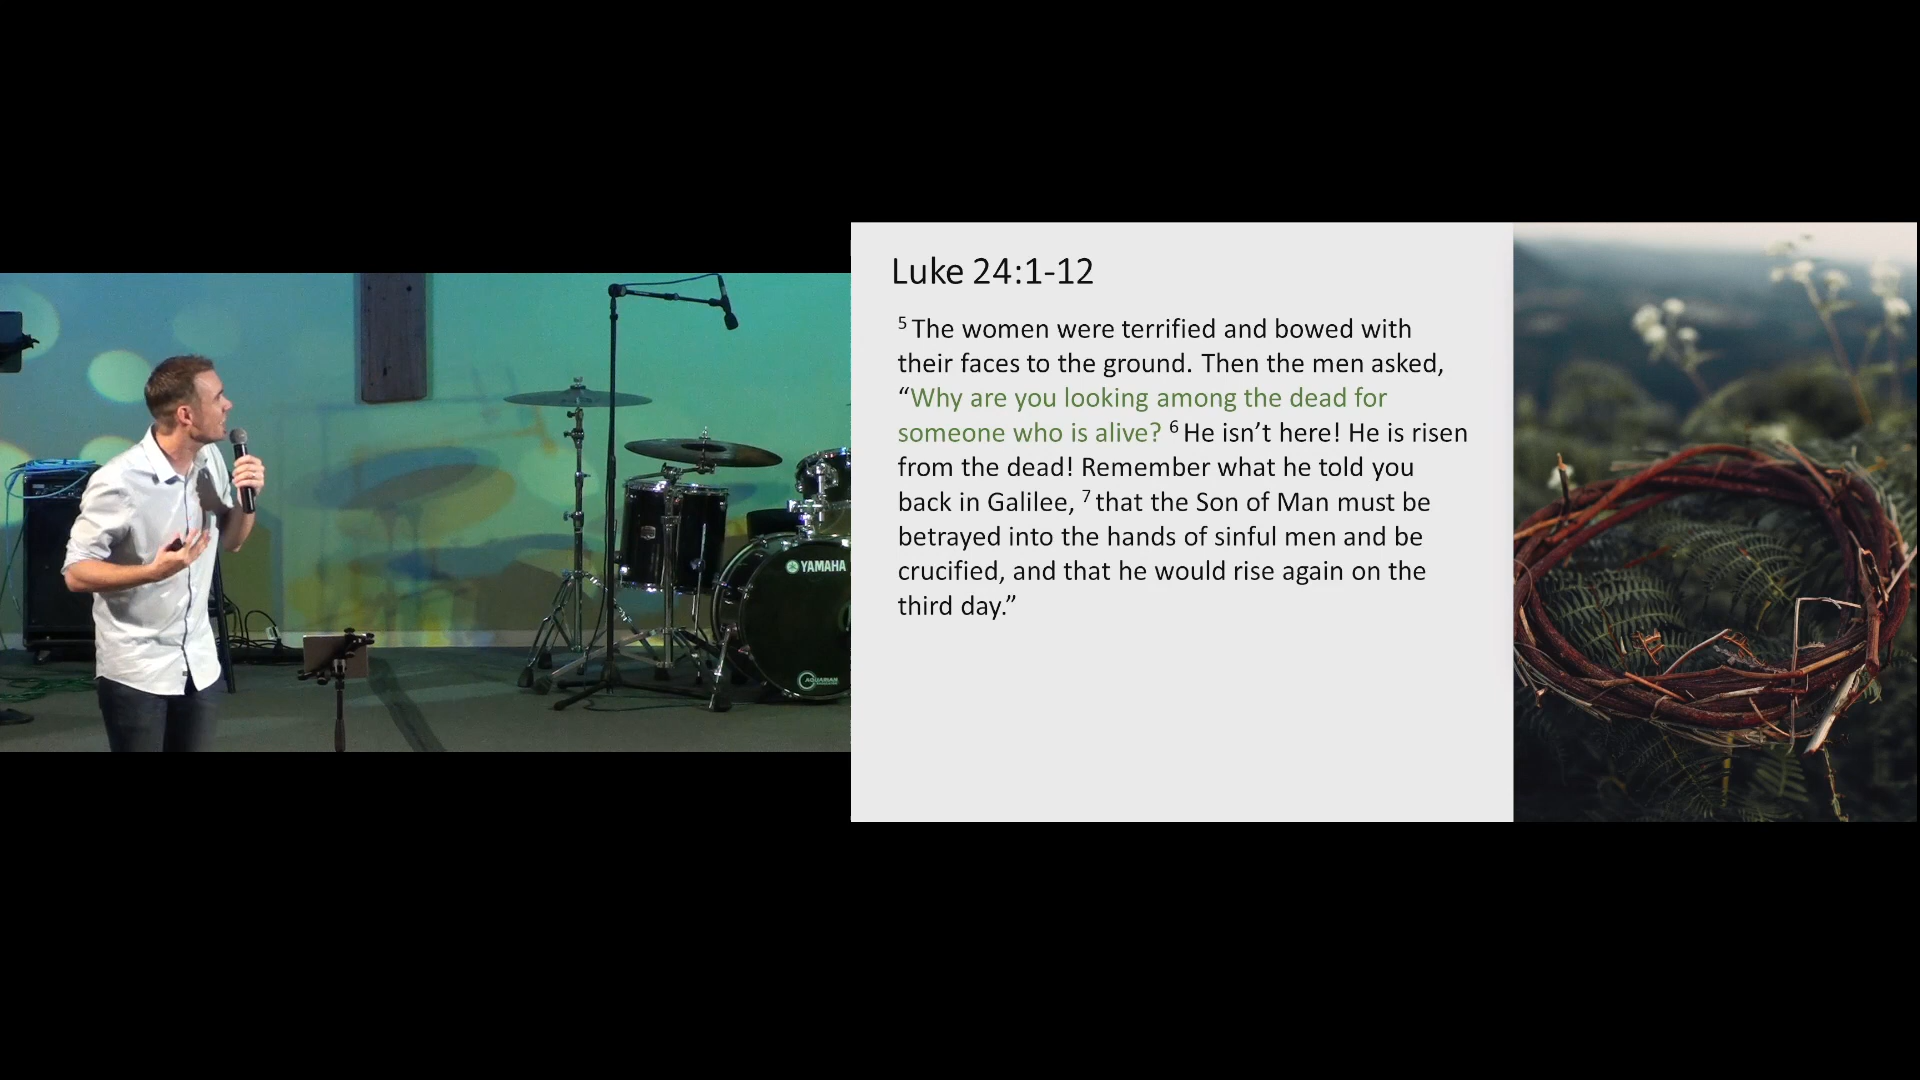 Luke 24:1-12
5 The women were terrified and bowed with
their faces to the ground. Then the men asked,
“Why are you looking among the dead for
someone who is alive? 6 He isn’t here! He is risen
from the dead! Remember what he told you
back in Galilee, 7 that the Son of Man must be
betrayed into the hands of sinful men and be
crucified, and that he would rise again on the
third day.”
YAMAHA
AQUARIAN